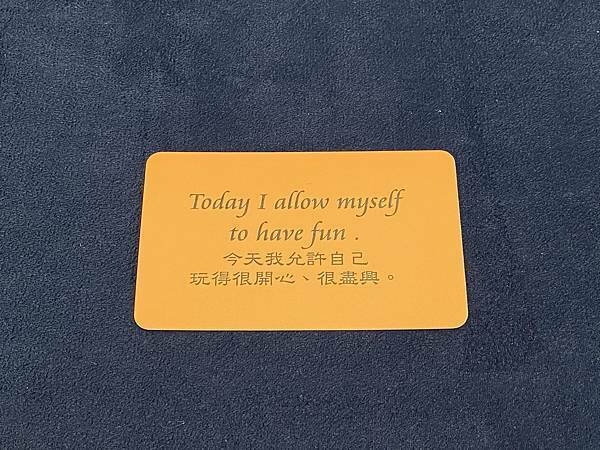 Today I allow myself
to have fun .
今天我允許自己
玩得很開心、很盡興。